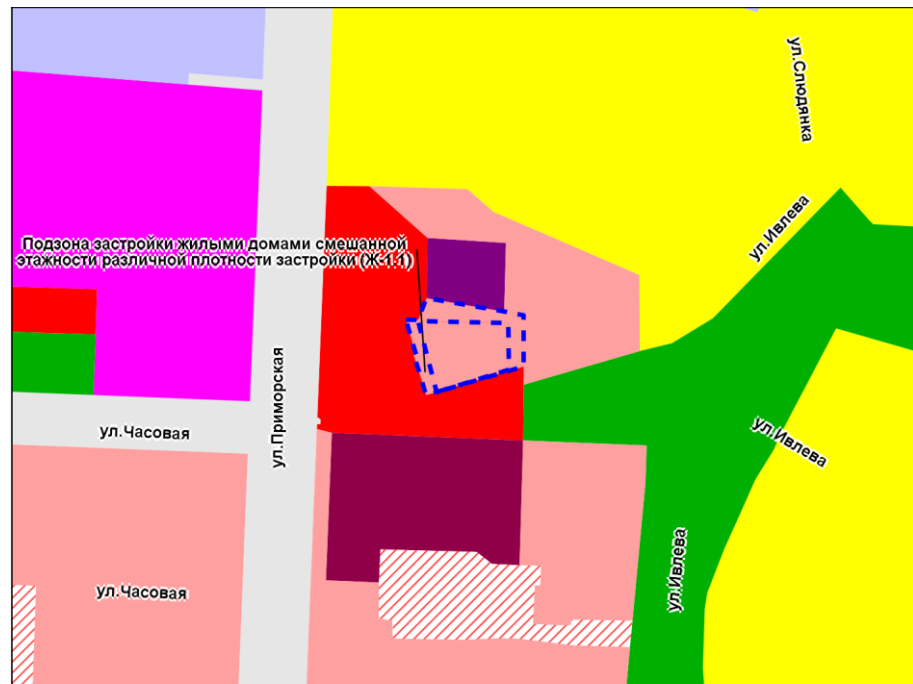 ул.Слюдянка
ул.Ивлева
Подзона застройки жилыми домами смешанной
этажности различной плотности застройки (Ж-1.1)
ул.Приморская
ул.Часовая
ул.Ивлева
ул.Ивлева
ул.Часовая